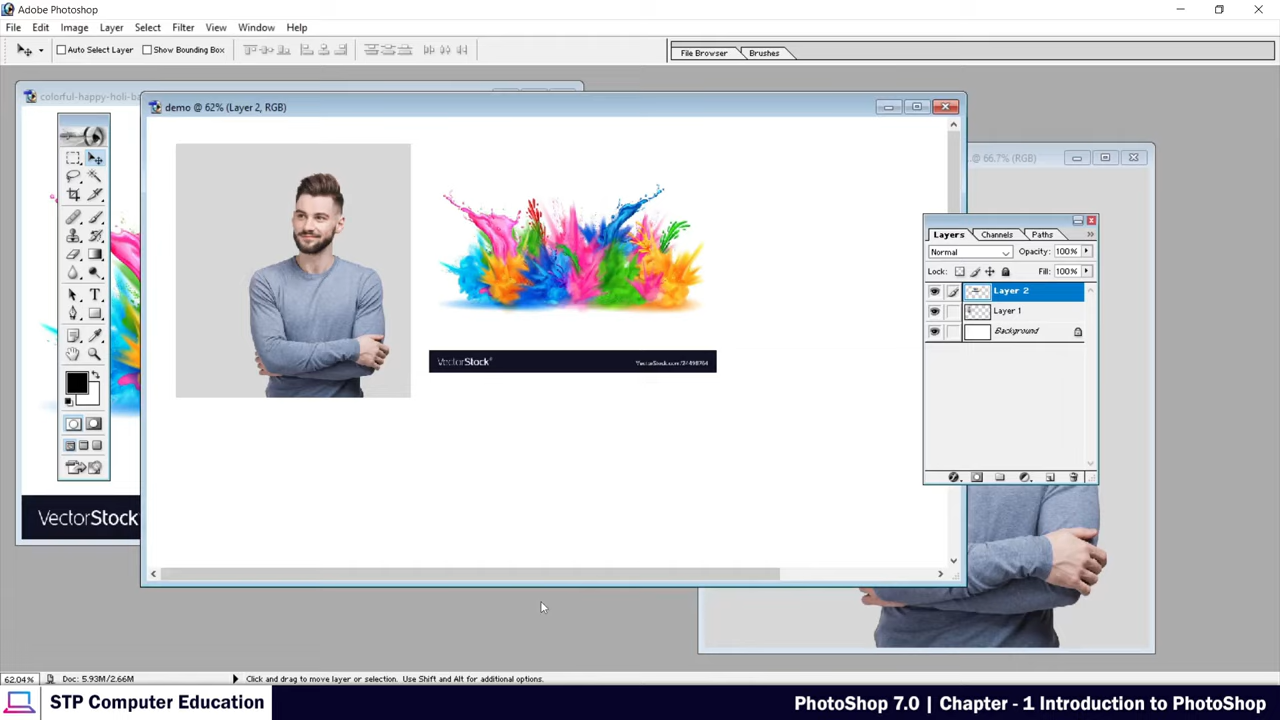 Adobe Photoshop
File Edit Image Layer Select Filter View Window Help
Auto Select Layer Show Bounding Box
File Browser Brushes
colorful-happy-holi-ba
demo @ 62% (Layer 2, RGB)
@ 66.7% (RGB)
Layers Channels Paths
Normal Opacity: 100%
Lock: Fill: 100%
Layer 2
Layer 1
Background
VectorStock®
VectorStock
62.04% Doc: 5.93M/2.66M Click and drag to move layer or selection. Use Shift and Alt for additional options.
STP Computer Education
PhotoShop 7.0 | Chapter - 1 Introduction to PhotoShop